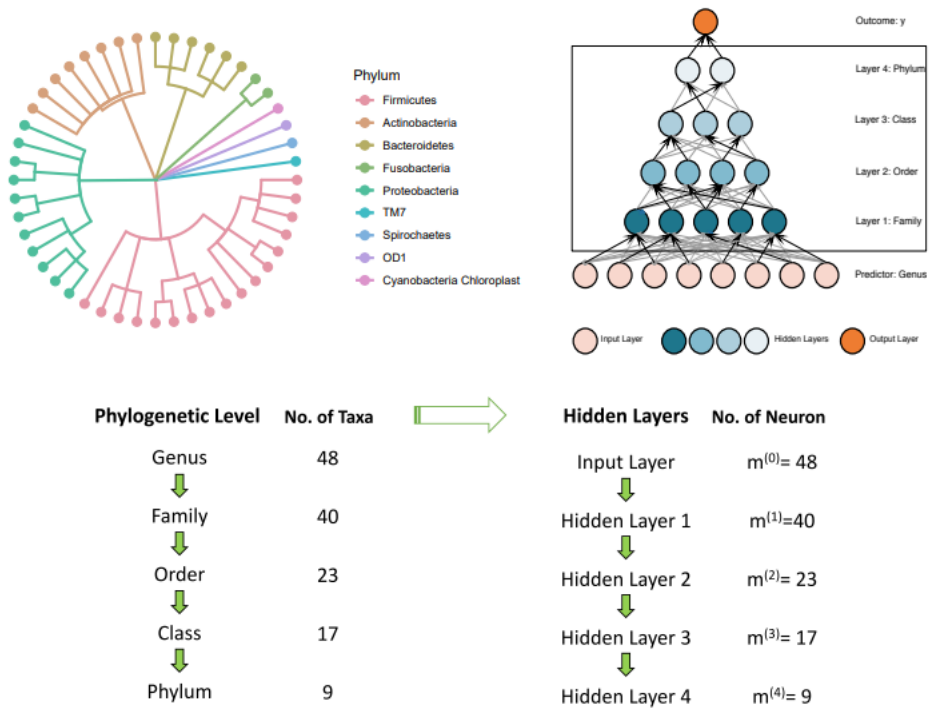 Phylum
Firmicutes
Actinobacteria
Bacteroidetes
Fusobacteria
Proteobacteria
TM7
Spirochaetes
OD1
Cyanobacteria Chloroplast
Outcome: y
Layer 4: Phylum
Layer 3: Class
Layer 2: Order
Layer 1: Family
Predictor: Genus
Input Layer Hidden Layers Output Layer
Phylogenetic Level No. of Taxa
Genus 48
Family 40
Order 23
Class 17
Phylum 9
Hidden Layers No. of Neuron
Input Layer m⁽⁰⁾= 48
Hidden Layer 1 m⁽¹⁾=40
Hidden Layer 2 m⁽²⁾= 23
Hidden Layer 3 m⁽³⁾= 17
Hidden Layer 4 m⁽⁴⁾= 9